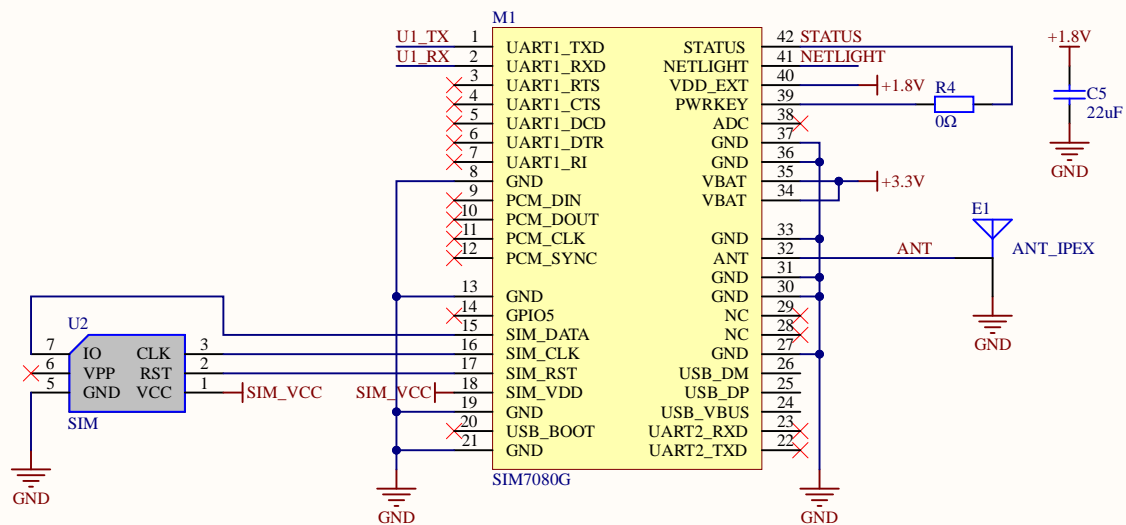 M1
U1_TX 1 UART1_TXD STATUS 42 STATUS
U1_RX 2 UART1_RXD NETLIGHT 41 NETLIGHT
3 UART1_RTS VDD_EXT 40 +1.8V
4 UART1_CTS PWRKEY 39
5 UART1_DCD ADC 38
6 UART1_DTR GND 37
7 UART1_RI GND 36
8 GND VBAT 35 +3.3V
9 PCM_DIN VBAT 34
10 PCM_DOUT
11 PCM_CLK GND 33
12 PCM_SYNC ANT 32 ANT
GND 31
13 GND GND 30
14 GPIO5 NC 29
15 SIM_DATA NC 28
16 SIM_CLK GND 27
17 SIM_RST USB_DM 26
SIM_VCC 18 SIM_VDD USB_DP 25
19 GND USB_VBUS 24
20 USB_BOOT UART2_RXD 23
21 GND UART2_TXD 22
SIM7080G
GND
GND
R4
0Ω
+1.8V
C5
22uF
GND
E1
ANT_IPEX
GND
U2
7 IO CLK 3
6 VPP RST 2
5 GND VCC 1 SIM_VCC
SIM
GND